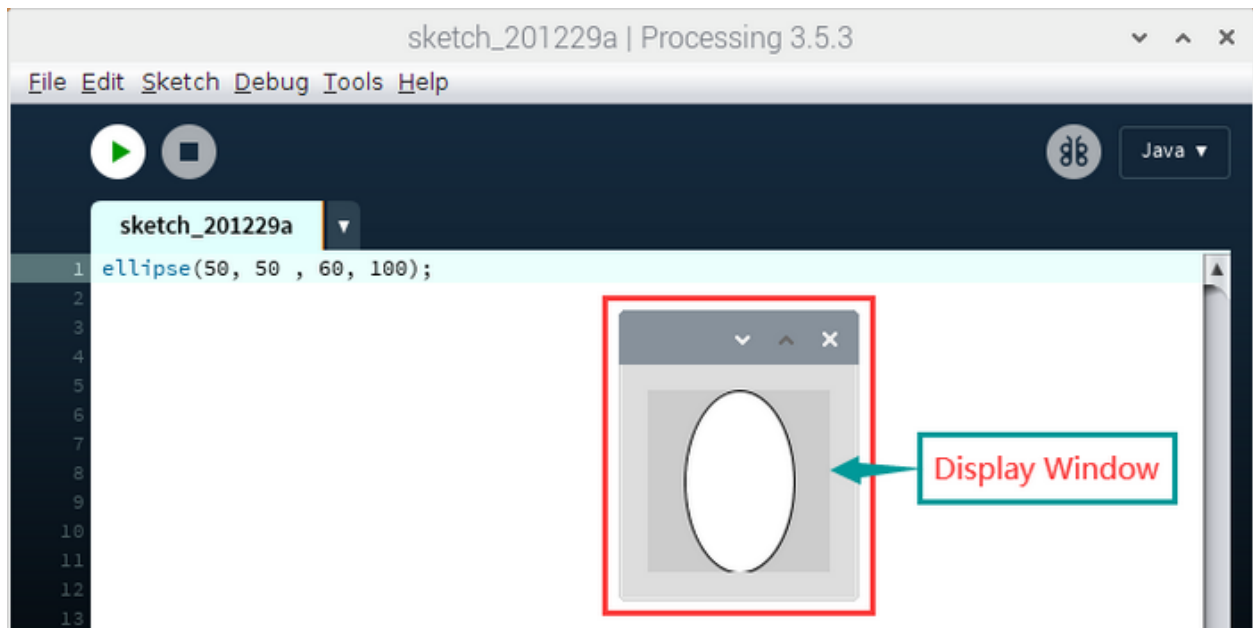 sketch_201229a | Processing 3.5.3
File Edit Sketch Debug Tools Help
Java ▼
sketch_201229a ▼
1 ellipse(50, 50 , 60, 100);
2
3
4
5
6
7
8
9
10
11
12
13
Display Window